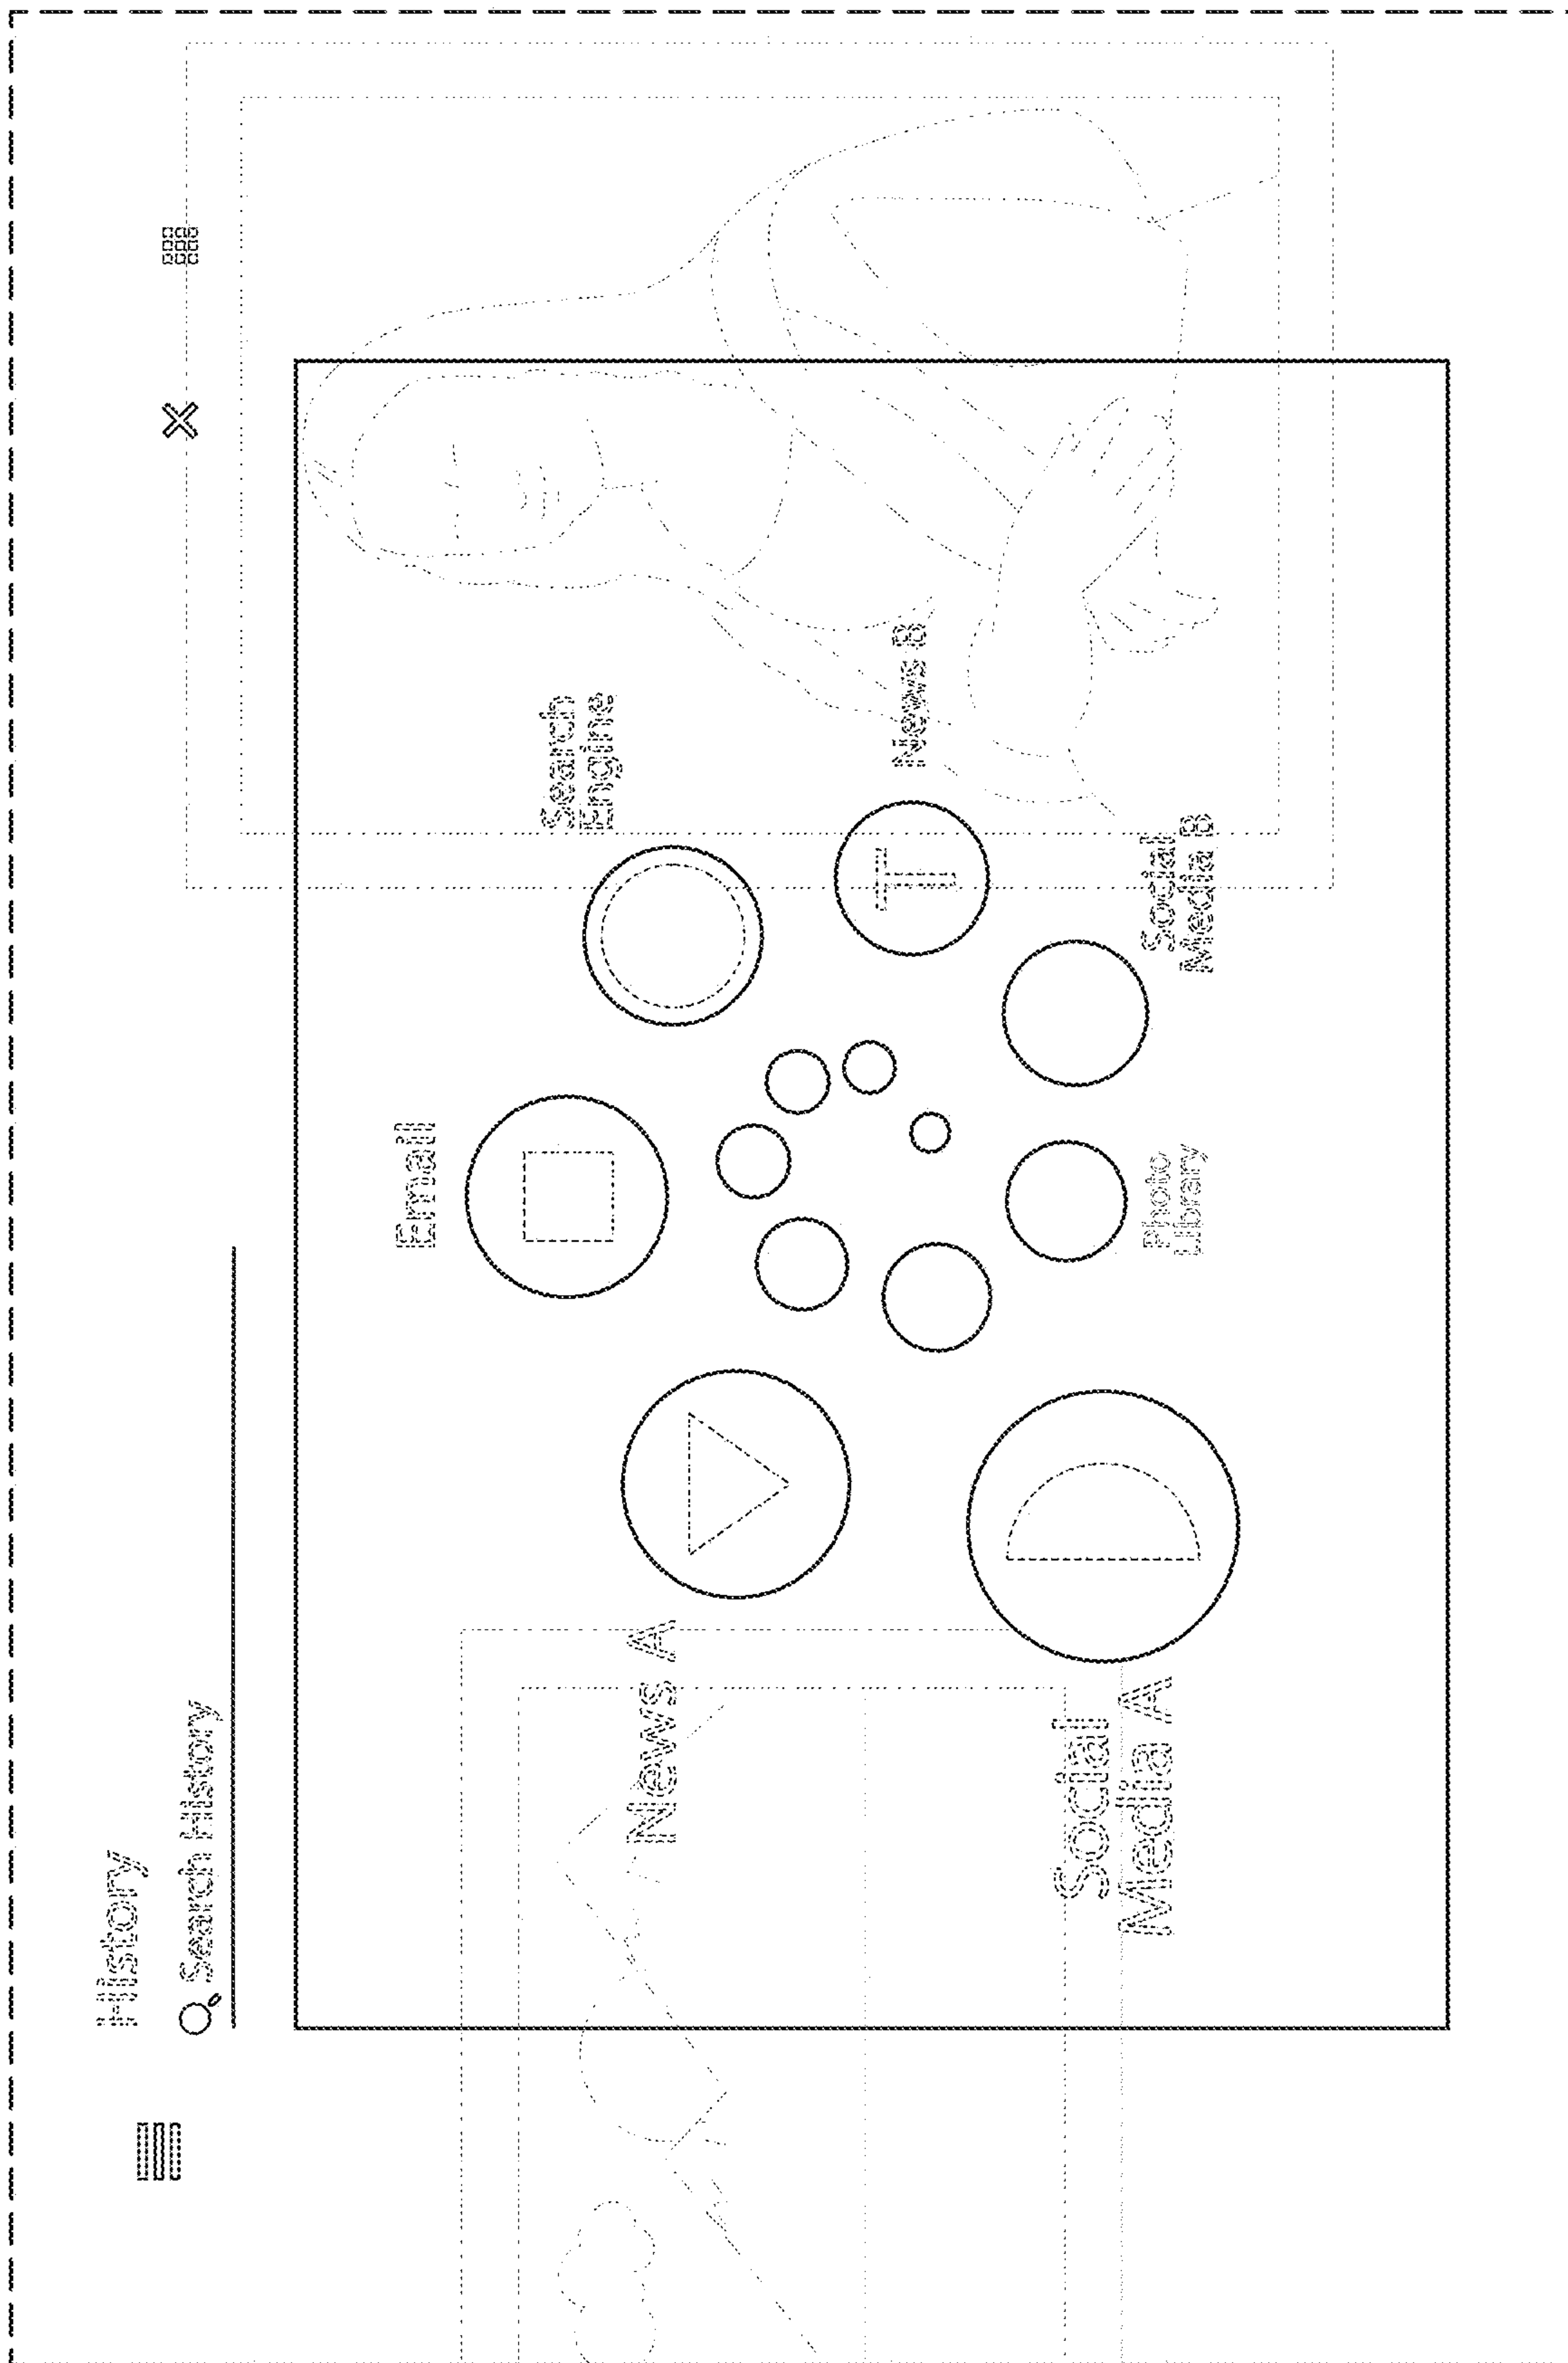 History
Search History
Email
Search
Engine
News A
News B
Social
Media A
Photo
Library
Social
Media B